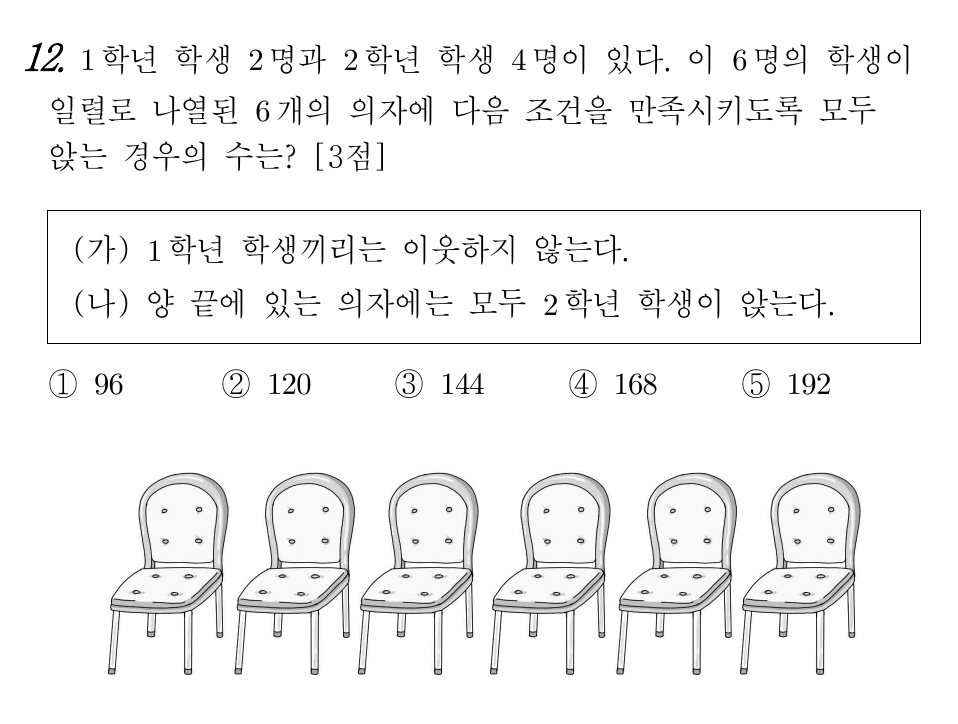 12. 1학년 학생 2명과 2학년 학생 4명이 있다. 이 6명의 학생이
일렬로 나열된 6개의 의자에 다음 조건을 만족시키도록 모두
앉는 경우의 수는? [3점]
(가) 1학년 학생끼리는 이웃하지 않는다.
(나) 양 끝에 있는 의자에는 모두 2학년 학생이 앉는다.
① 96 ② 120 ③ 144 ④ 168 ⑤ 192